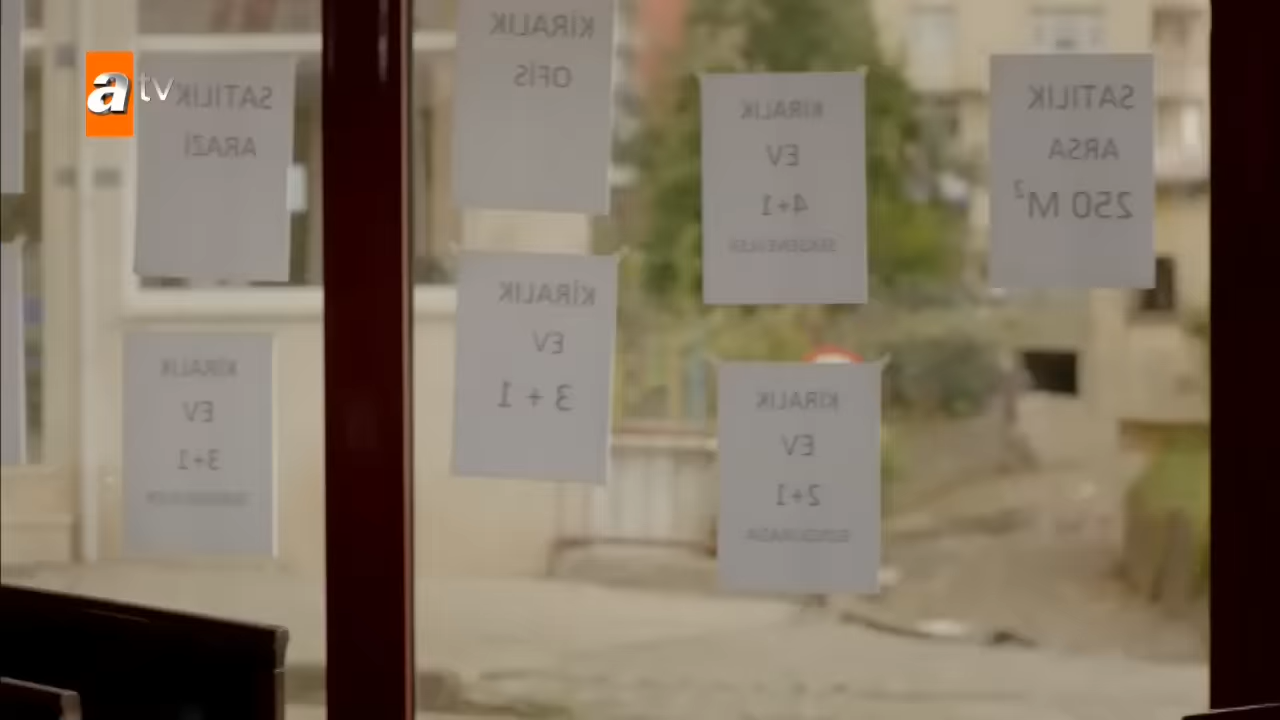 atv
SATILIK
ARAZİ
KİRALIK
OFİS
KİRALIK
EV
4+1
SATILIK
ARSA
250 M²
KİRALIK
EV
3 + 1
KİRALIK
EV
3+1
KİRALIK
EV
2+1